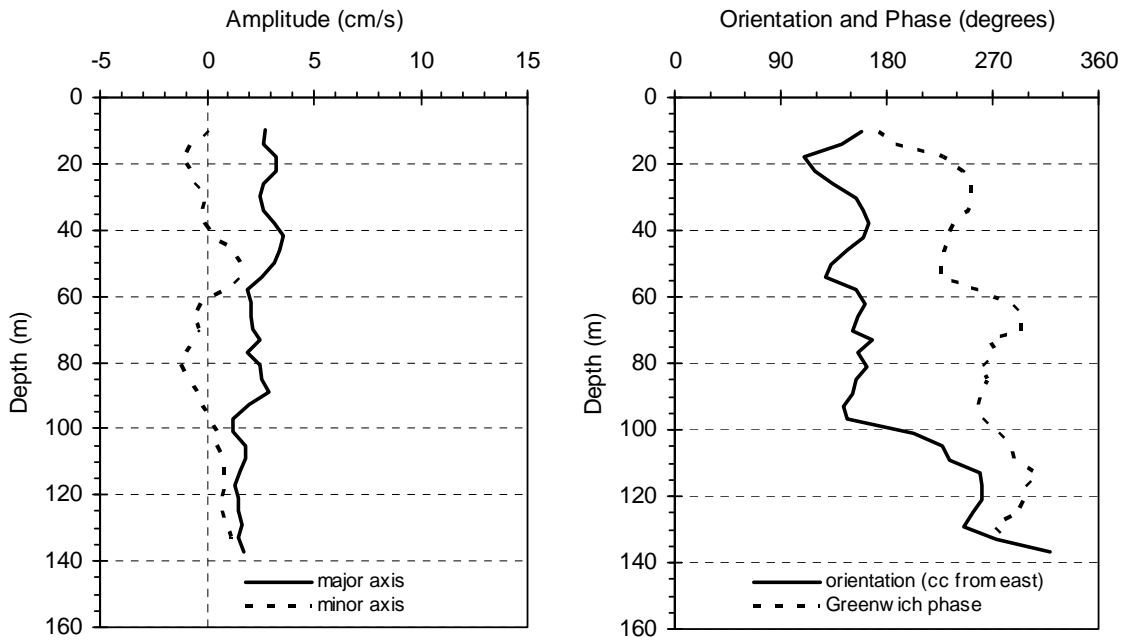 Amplitude (cm/s)
-5 0 5 10 15
0
20
40
60
80
100
120
140
160
Depth (m)
major axis
minor axis
Orientation and Phase (degrees)
0 90 180 270 360
0
20
40
60
80
100
120
140
160
Depth (m)
orientation (cc from east)
Greenwich phase